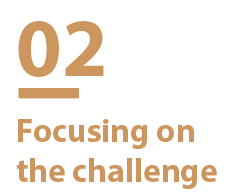 02
Focusing on
the challenge